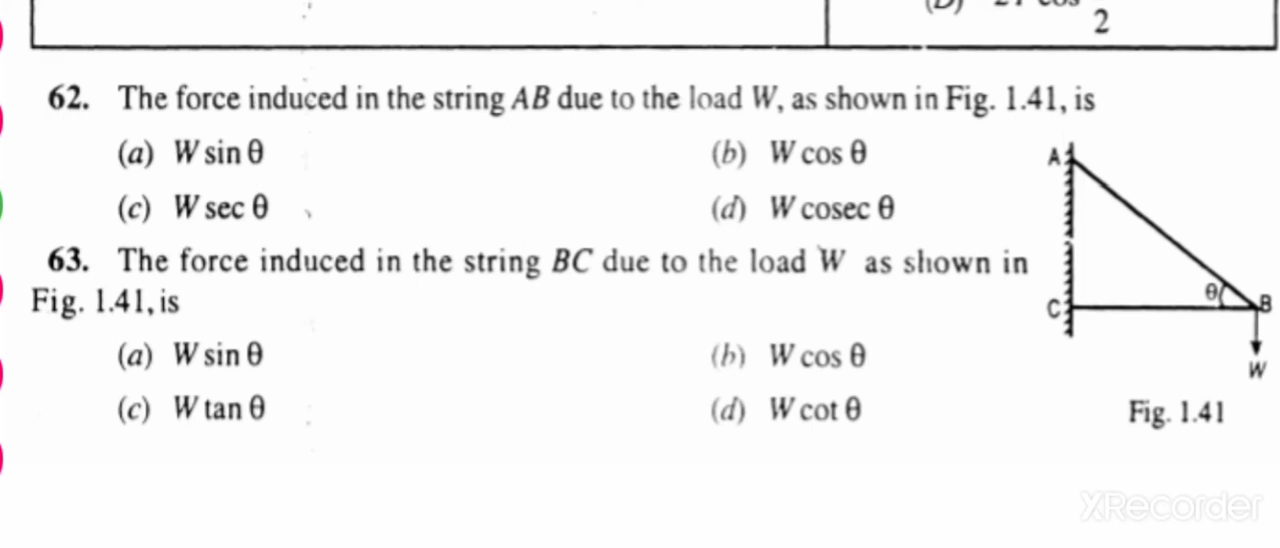 2
62. The force induced in the string AB due to the load W, as shown in Fig. 1.41, is
(a) W sin θ (b) W cos θ
(c) W sec θ (d) W cosec θ
63. The force induced in the string BC due to the load W as shown in
Fig. 1.41, is
(a) W sin θ (b) W cos θ
(c) W tan θ (d) W cot θ
A
C
θ
B
W
Fig. 1.41
XRecorder